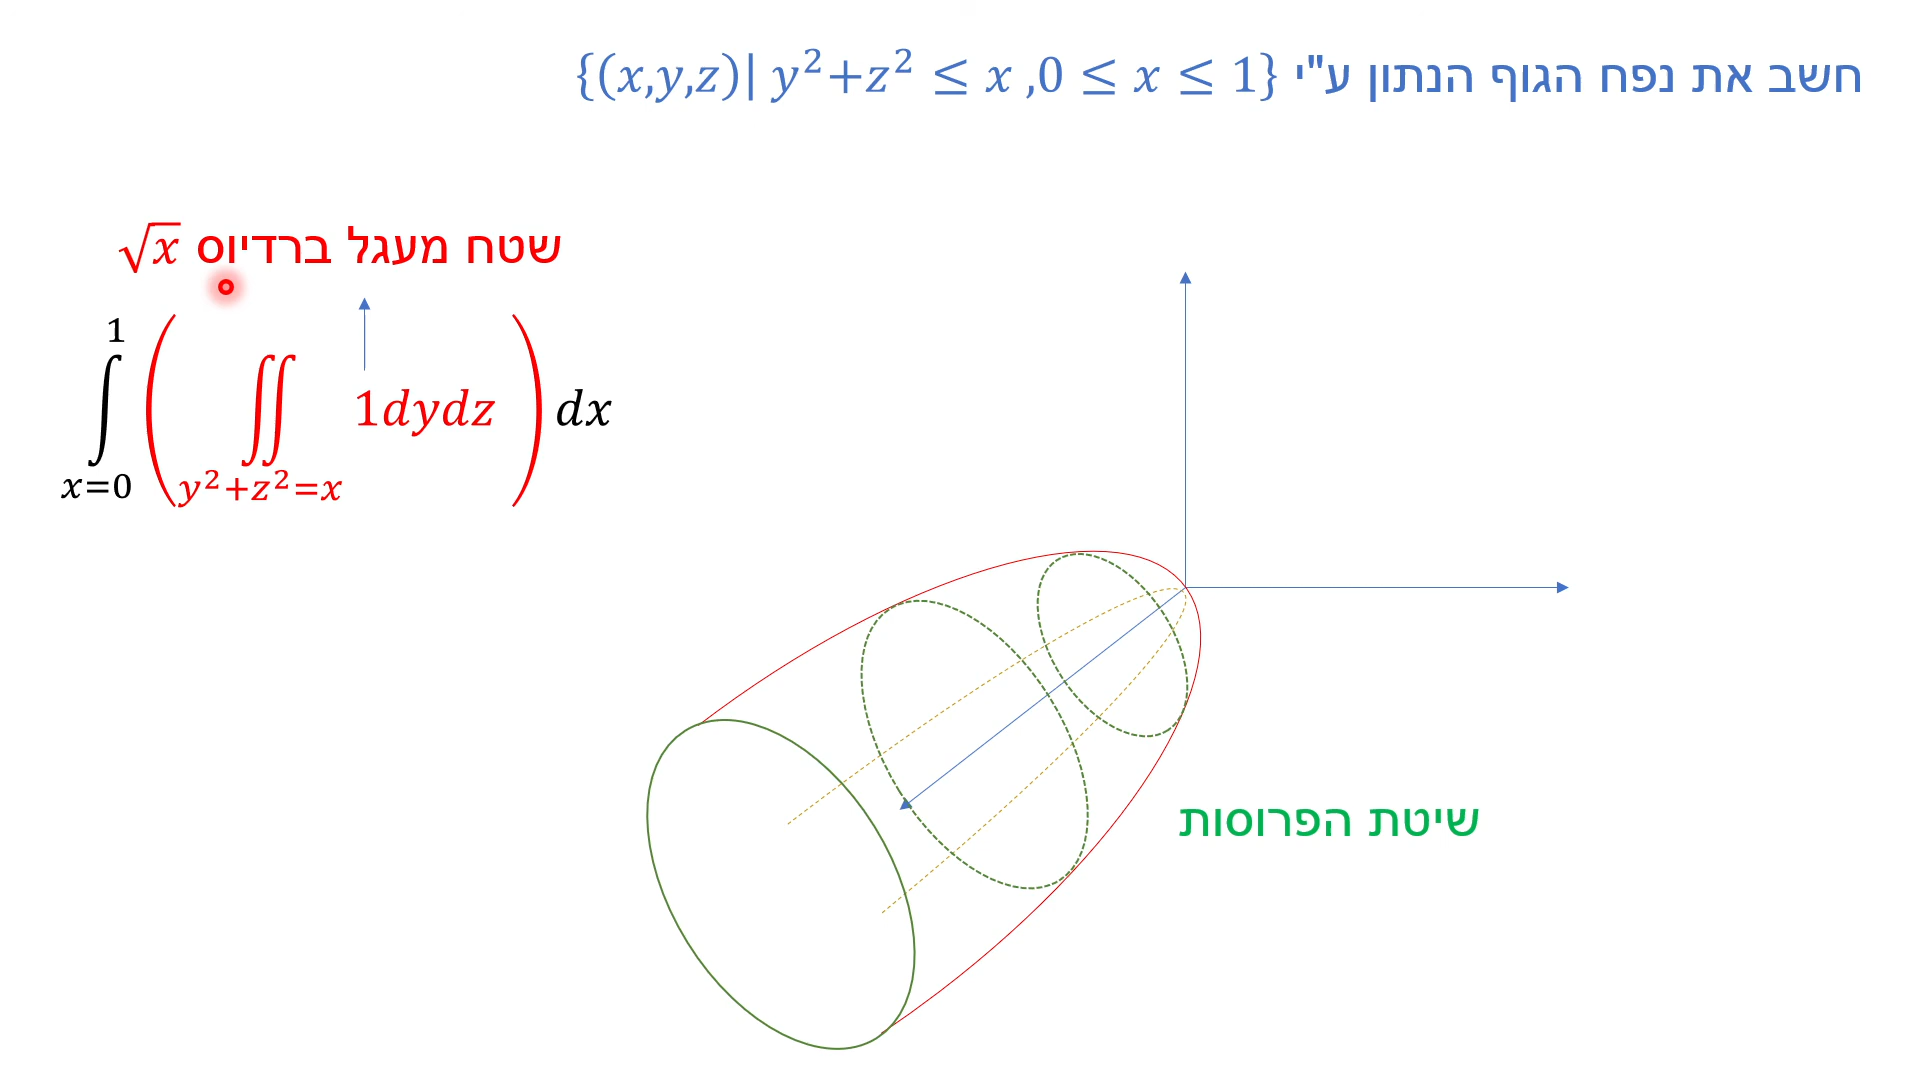 חשב את נפח הגוף הנתון ע"י {(x,y,z)| y²+z² ≤ x ,0 ≤ x ≤ 1}
שטח מעגל ברדיוס √x
∫_{x=0}^{1} ( ∬_{y²+z²=x} 1dydz ) dx
שיטת הפרוסות